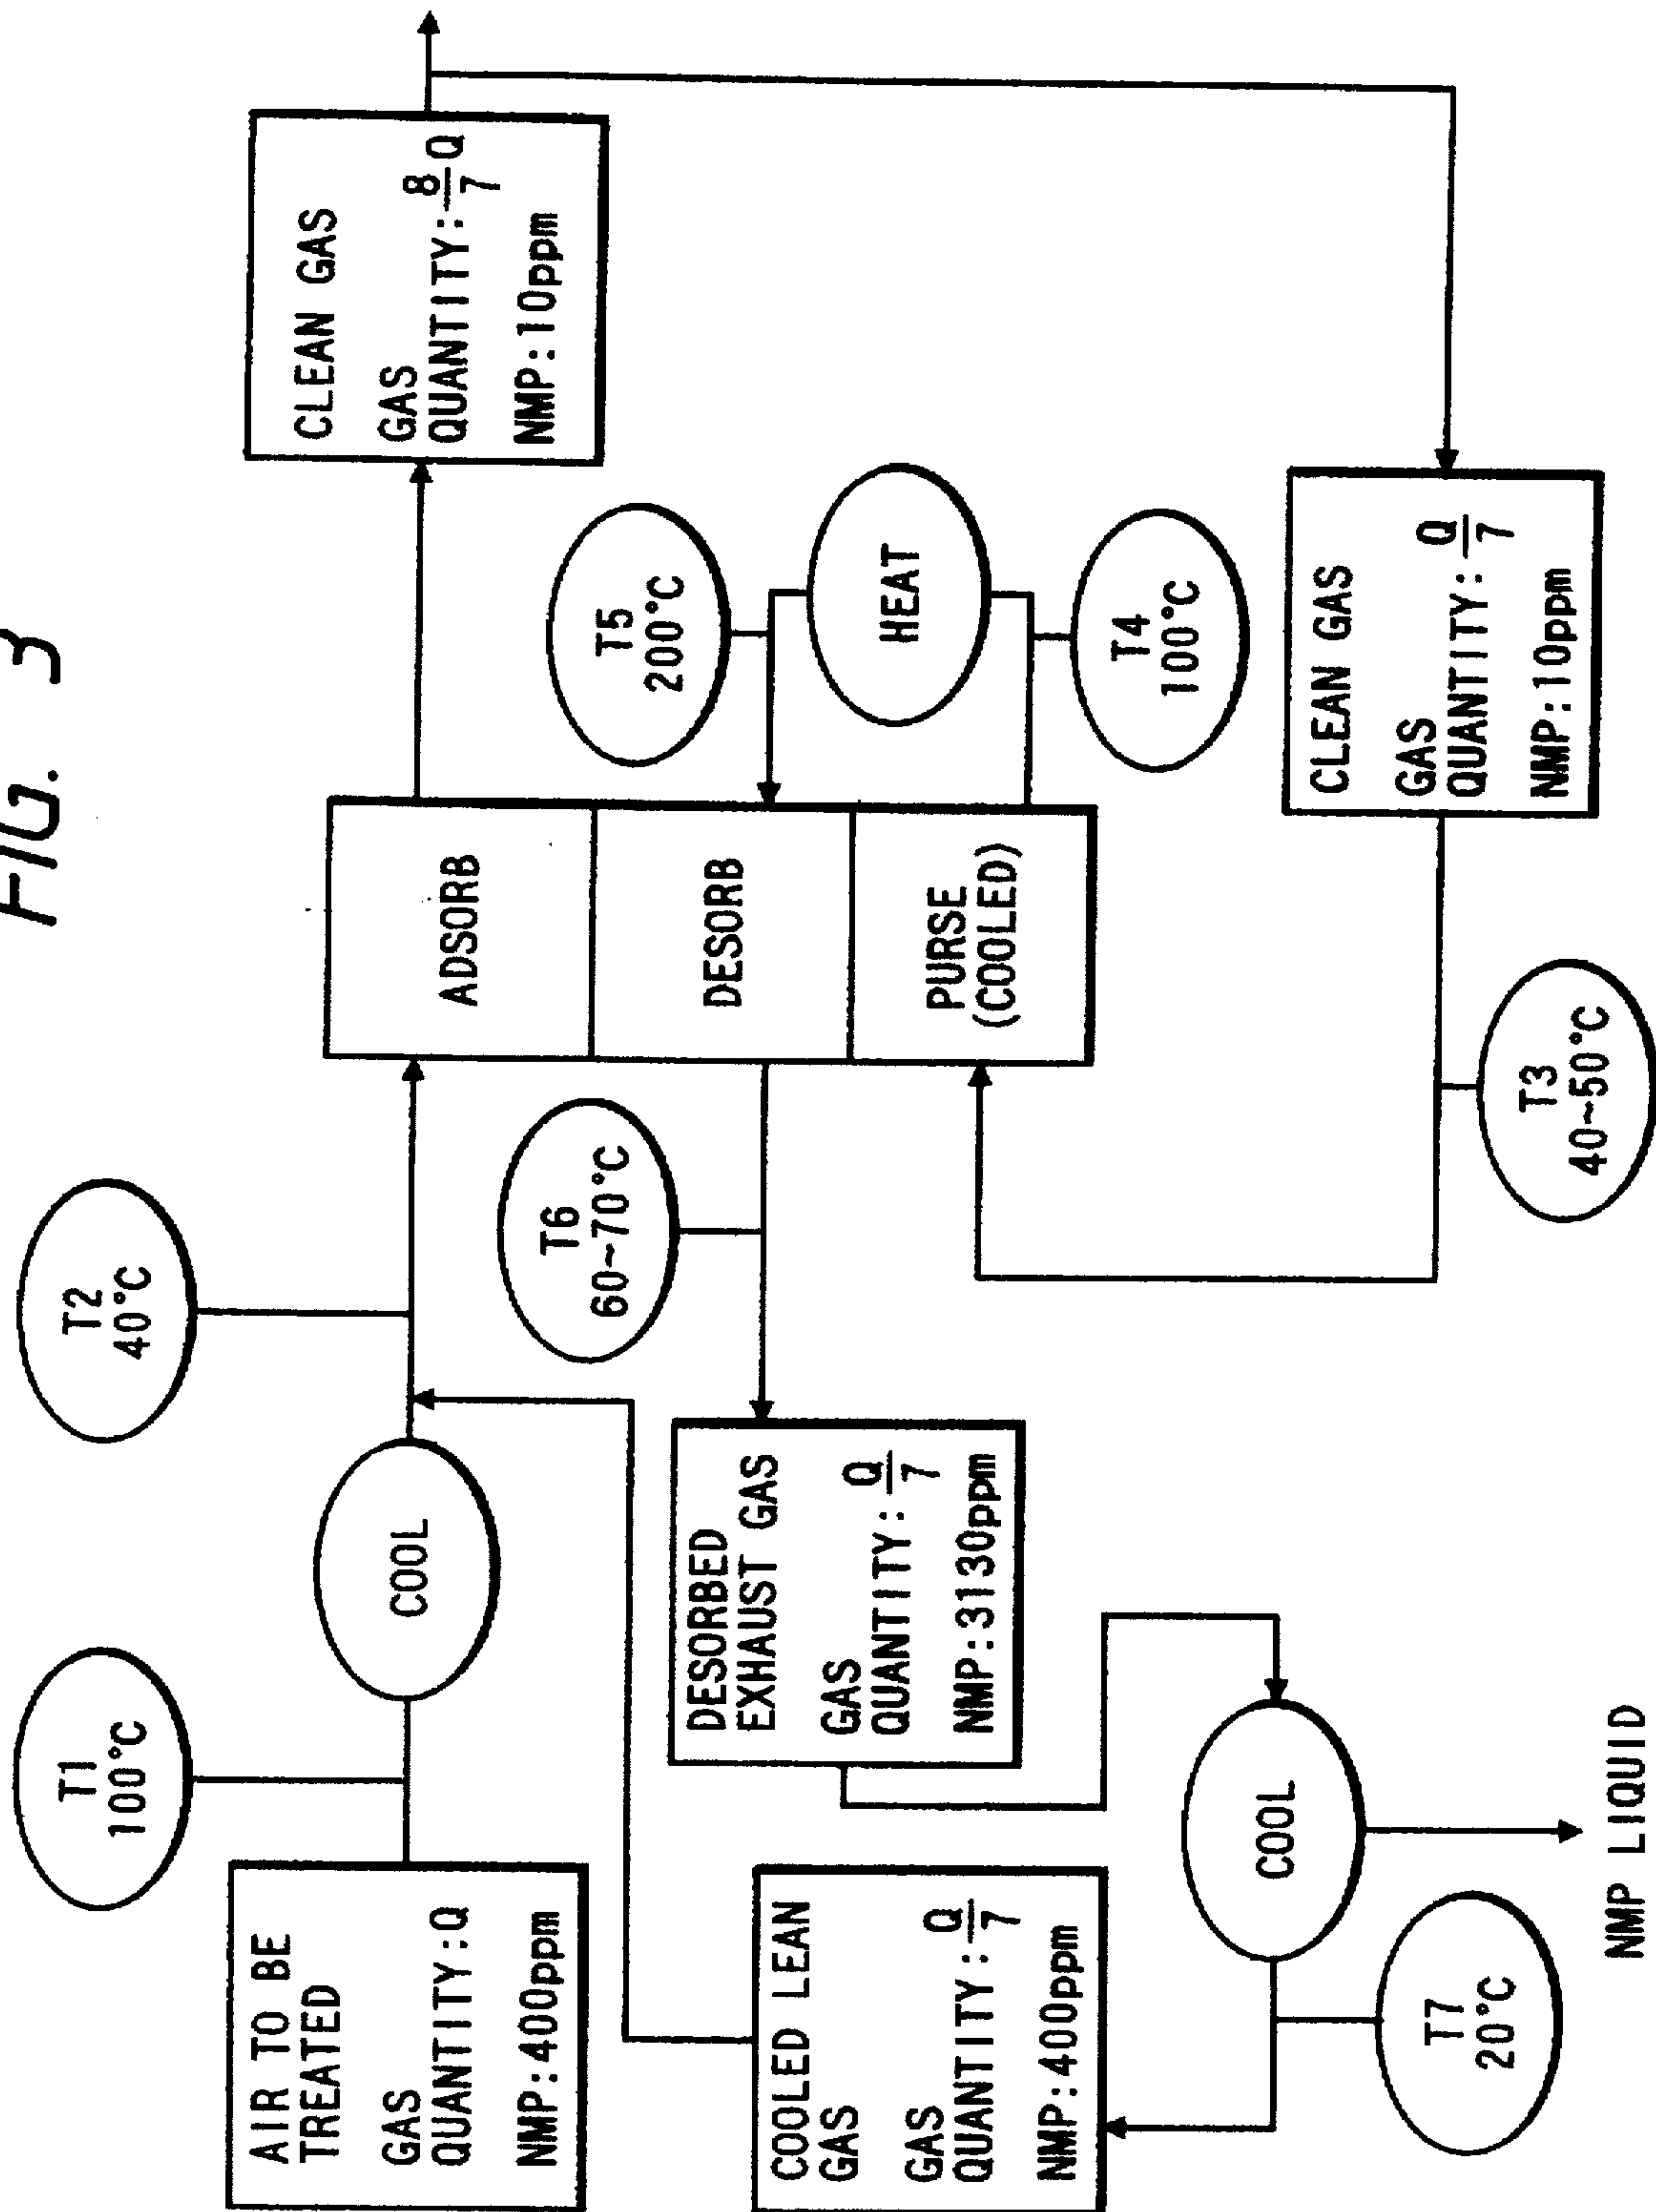 FIG. 3
T1
100°C
T2
40°C
AIR TO BE
TREATED
GAS
QUANTITY:Q
NMP:400ppm
COOL
ADSORB
CLEAN GAS
GAS
QUANTITY:8/7 Q
NMP:10ppm
T6
60~70°C
T5
200°C
DESORB
HEAT
DESORBED
EXHAUST GAS
GAS
QUANTITY:Q/7
NMP:3130ppm
COOLED LEAN
GAS
GAS
QUANTITY:Q/7
NMP:400ppm
PURSE
(COOLED)
T4
100°C
COOL
CLEAN GAS
GAS
QUANTITY:Q/7
NMP:10ppm
T7
20°C
T3
40~50°C
NMP LIQUID